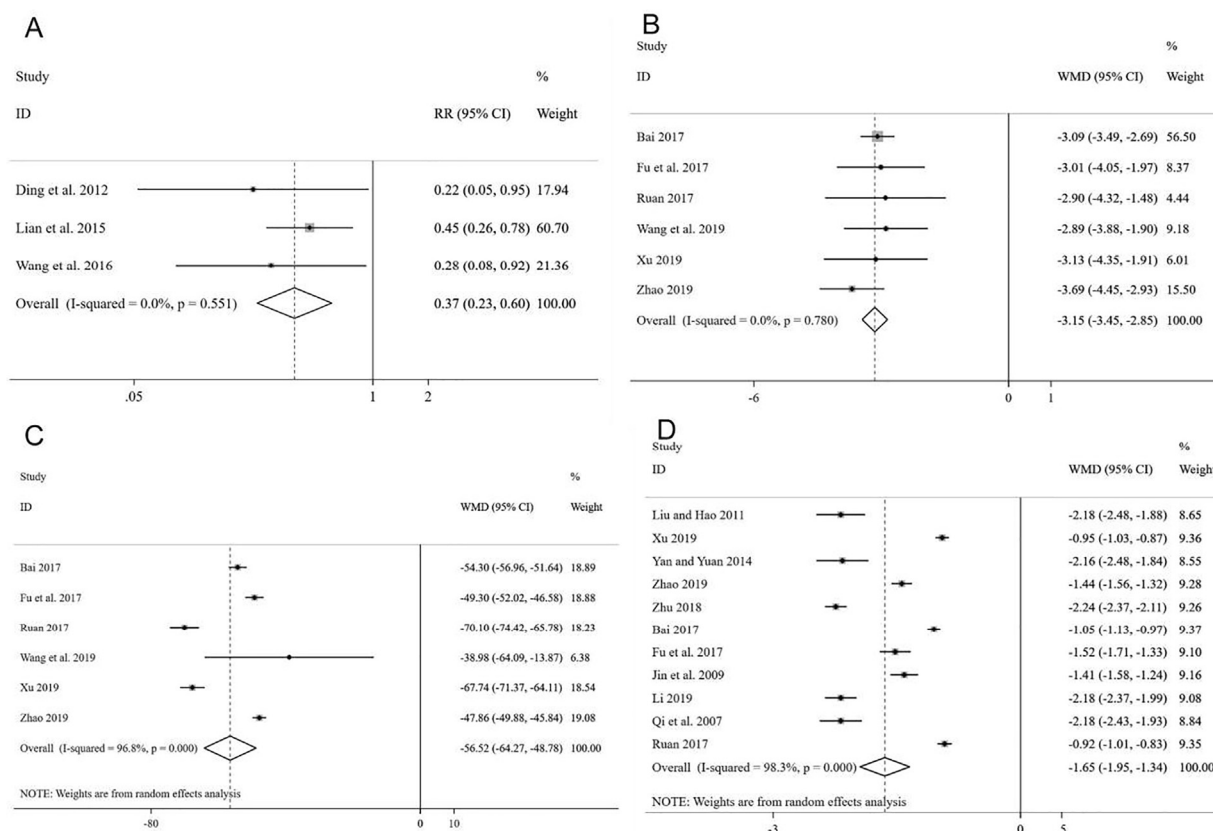 A
Study %
ID RR (95% CI) Weight
Ding et al. 2012 0.22 (0.05, 0.95) 17.94
Lian et al. 2015 0.45 (0.26, 0.78) 60.70
Wang et al. 2016 0.28 (0.08, 0.92) 21.36
Overall (I-squared = 0.0%, p = 0.551) 0.37 (0.23, 0.60) 100.00
.05 1 2
B
Study %
ID WMD (95% CI) Weight
Bai 2017 -3.09 (-3.49, -2.69) 56.50
Fu et al. 2017 -3.01 (-4.05, -1.97) 8.37
Ruan 2017 -2.90 (-4.32, -1.48) 4.44
Wang et al. 2019 -2.89 (-3.88, -1.90) 9.18
Xu 2019 -3.13 (-4.35, -1.91) 6.01
Zhao 2019 -3.69 (-4.45, -2.93) 15.50
Overall (I-squared = 0.0%, p = 0.780) -3.15 (-3.45, -2.85) 100.00
-6 0 1
C
Study %
ID WMD (95% CI) Weight
Bai 2017 -54.30 (-56.96, -51.64) 18.89
Fu et al. 2017 -49.30 (-52.02, -46.58) 18.88
Ruan 2017 -70.10 (-74.42, -65.78) 18.23
Wang et al. 2019 -38.98 (-64.09, -13.87) 6.38
Xu 2019 -67.74 (-71.37, -64.11) 18.54
Zhao 2019 -47.86 (-49.88, -45.84) 19.08
Overall (I-squared = 96.8%, p = 0.000) -56.52 (-64.27, -48.78) 100.00
NOTE: Weights are from random effects analysis
-80 0 10
D
Study %
ID WMD (95% CI) Weight
Liu and Hao 2011 -2.18 (-2.48, -1.88) 8.65
Xu 2019 -0.95 (-1.03, -0.87) 9.36
Yan and Yuan 2014 -2.16 (-2.48, -1.84) 8.55
Zhao 2019 -1.44 (-1.56, -1.32) 9.28
Zhu 2018 -2.24 (-2.37, -2.11) 9.26
Bai 2017 -1.05 (-1.13, -0.97) 9.37
Fu et al. 2017 -1.52 (-1.71, -1.33) 9.10
Jin et al. 2009 -1.41 (-1.58, -1.24) 9.16
Li 2019 -2.18 (-2.37, -1.99) 9.08
Qi et al. 2007 -2.18 (-2.43, -1.93) 8.84
Ruan 2017 -0.92 (-1.01, -0.83) 9.35
Overall (I-squared = 98.3%, p = 0.000) -1.65 (-1.95, -1.34) 100.00
NOTE: Weights are from random effects analysis
-3 0 5